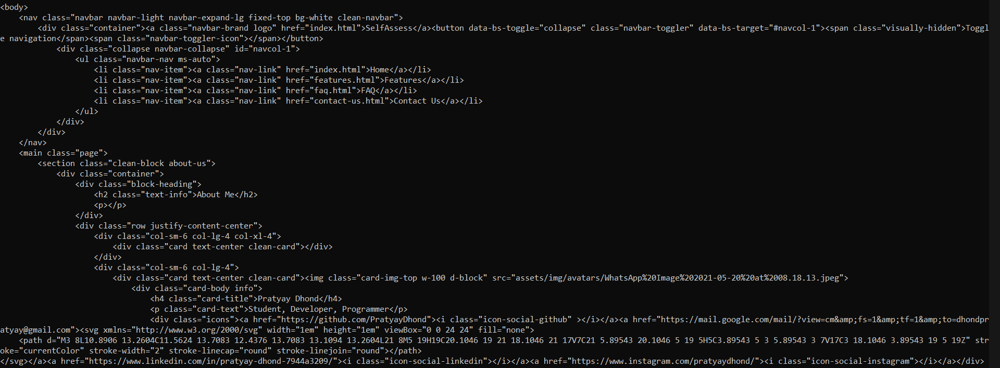 <body>
    <nav class="navbar navbar-light navbar-expand-lg fixed-top bg-white clean-navbar">
        <div class="container"><a class="navbar-brand logo" href="index.html">SelfAssess</a><button data-bs-toggle="collapse" class="navbar-toggler" data-bs-target="#navcol-1"><span class="visually-hidden">Toggl
e navigation</span><span class="navbar-toggler-icon"></span></button>
            <div class="collapse navbar-collapse" id="navcol-1">
                <ul class="navbar-nav ms-auto">
                    <li class="nav-item"><a class="nav-link" href="index.html">Home</a></li>
                    <li class="nav-item"><a class="nav-link" href="features.html">Features</a></li>
                    <li class="nav-item"><a class="nav-link" href="faq.html">FAQ</a></li>
                    <li class="nav-item"><a class="nav-link" href="contact-us.html">Contact Us</a></li>
                </ul>
            </div>
        </div>
    </nav>
    <main class="page">
        <section class="clean-block about-us">
            <div class="container">
                <div class="block-heading">
                    <h2 class="text-info">About Me</h2>
                    <p></p>
                </div>
                <div class="row justify-content-center">
                    <div class="col-sm-6 col-lg-4 col-xl-4">
                        <div class="card text-center clean-card"></div>
                    </div>
                    <div class="col-sm-6 col-lg-4">
                        <div class="card text-center clean-card"><img class="card-img-top w-100 d-block" src="assets/img/avatars/WhatsApp%20Image%202021-05-20%20at%2008.18.13.jpeg">
                            <div class="card-body info">
                                <h4 class="card-title">Pratyay Dhond</h4>
                                <p class="card-text">Student, Developer, Programmer</p>
                                <div class="icons"><a href="https://github.com/PratyayDhond"><i class="icon-social-github" ></i></a><a href="https://mail.google.com/mail/?view=cm&amp;fs=1&amp;tf=1&amp;to=dhondpr
atyay@gmail.com"><svg xmlns="http://www.w3.org/2000/svg" width="1em" height="1em" viewBox="0 0 24 24" fill="none">
    <path d="M3 8L10.8906 13.2604C11.5624 13.7083 12.4376 13.7083 13.1094 13.2604L21 8M5 19H19C20.1046 19 21 18.1046 21 17V7C21 5.89543 20.1046 5 19 5H5C3.89543 5 3 5.89543 3 7V17C3 18.1046 3.89543 19 5 19Z" str
oke="currentColor" stroke-width="2" stroke-linecap="round" stroke-linejoin="round"></path>
</svg></a><a href="https://www.linkedin.com/in/pratyay-dhond-7944a3209/"><i class="icon-social-linkedin"></i></a><a href="https://www.instagram.com/pratyaydhond/"><i class="icon-social-instagram"></i></a></div>